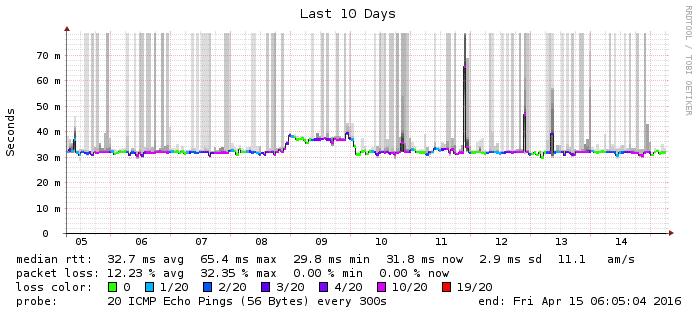 Last 10 Days
RRDTOOL / TOBI OETIKER
Seconds
70 m
60 m
50 m
40 m
30 m
20 m
10 m
0
05 06 07 08 09 10 11 12 13 14
median rtt: 32.7 ms avg 65.4 ms max 29.8 ms min 31.8 ms now 2.9 ms sd 11.1 am/s
packet loss: 12.23 % avg 32.35 % max 0.00 % min 0.00 % now
loss color: 0 1/20 2/20 3/20 4/20 10/20 19/20
probe: 20 ICMP Echo Pings (56 Bytes) every 300s end: Fri Apr 15 06:05:04 2016